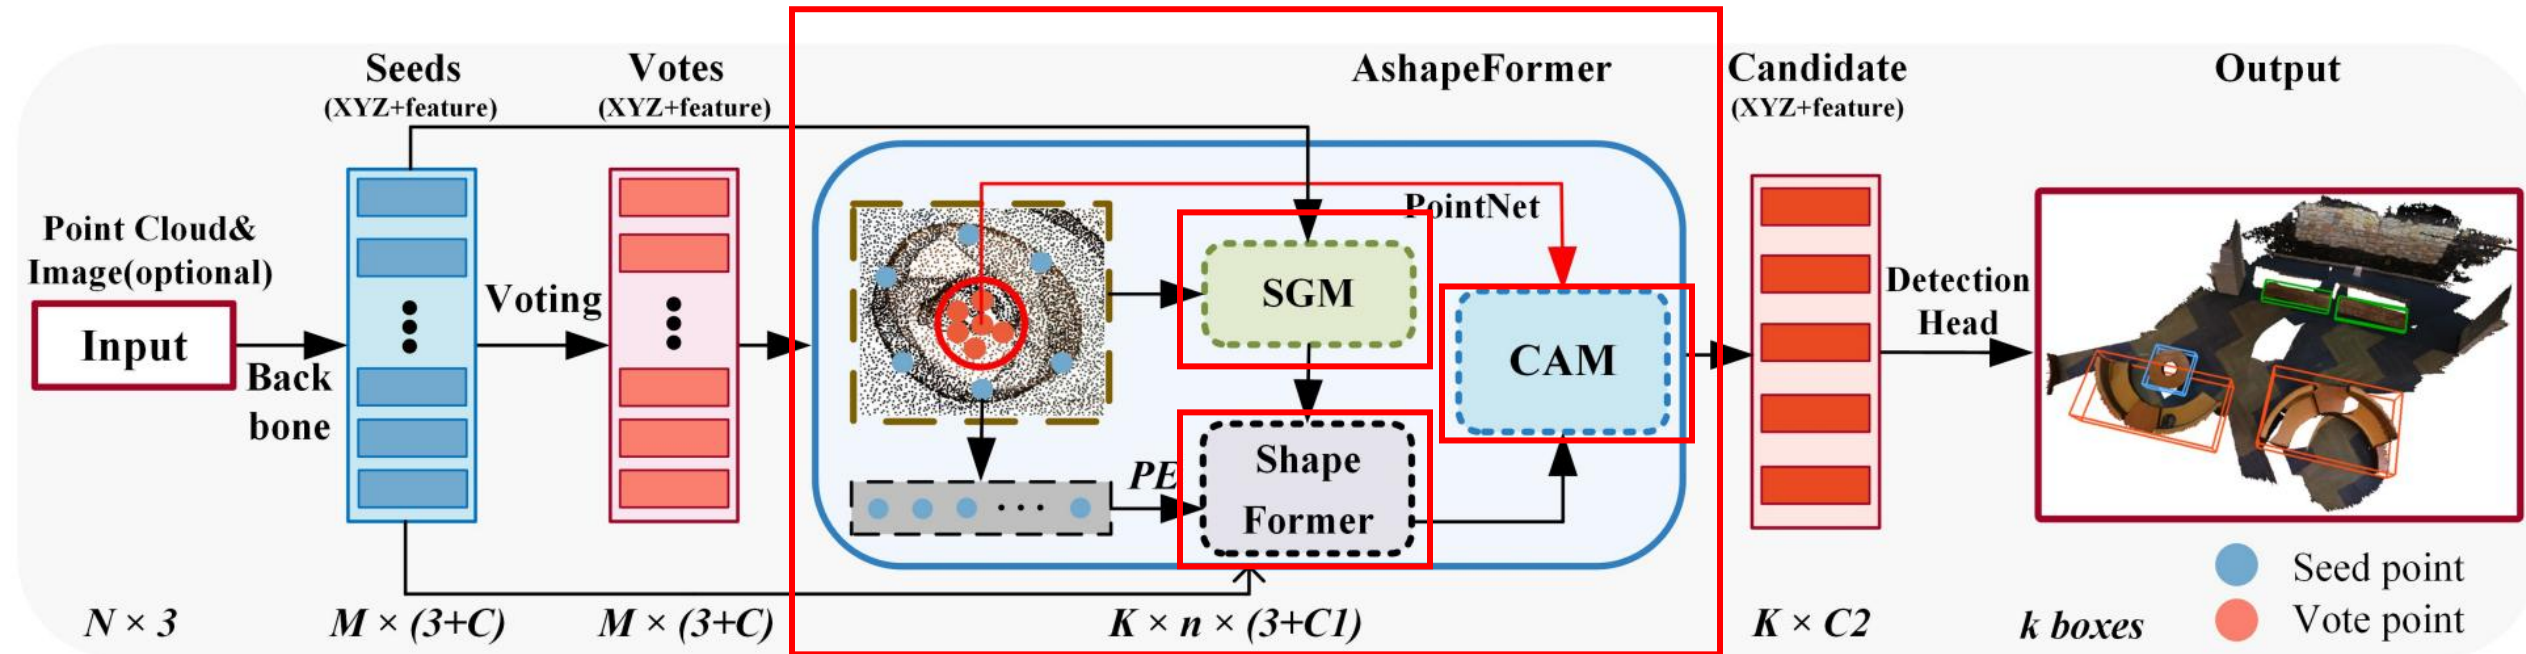 Seeds
(XYZ+feature)
Votes
(XYZ+feature)
AshapeFormer
Candidate
(XYZ+feature)
Output
Point Cloud&
Image(optional)
Input
Back
bone
Voting
PointNet
SGM
CAM
PE
Shape
Former
Detection
Head
Seed point
Vote point
N × 3
M × (3+C)
M × (3+C)
K × n × (3+C1)
K × C2
k boxes